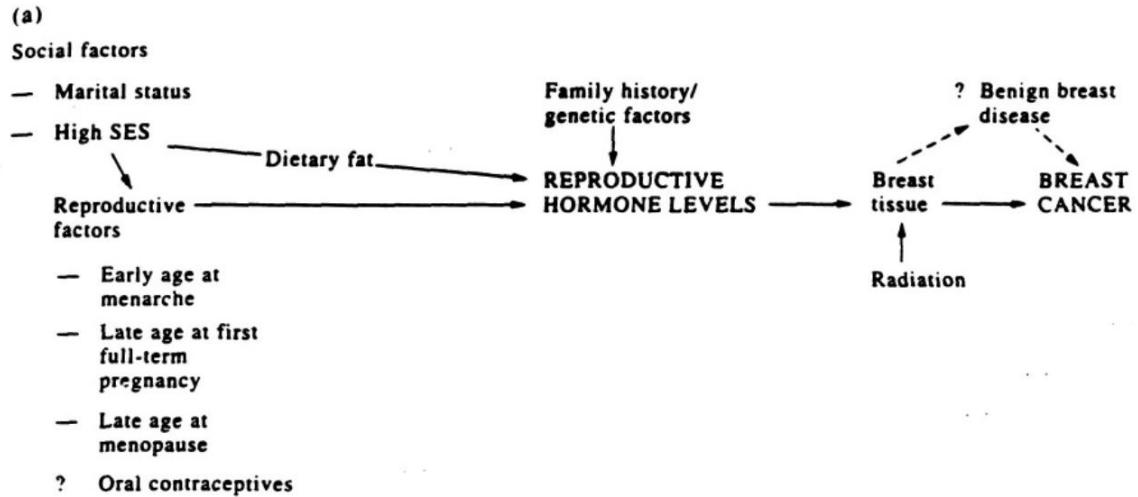 (a)
Social factors
— Marital status
— High SES
Dietary fat
Reproductive
factors
— Early age at
menarche
— Late age at first
full-term
pregnancy
— Late age at
menopause
? Oral contraceptives
Family history/
genetic factors
REPRODUCTIVE
HORMONE LEVELS
Breast
tissue
Radiation
? Benign breast
disease
BREAST
CANCER